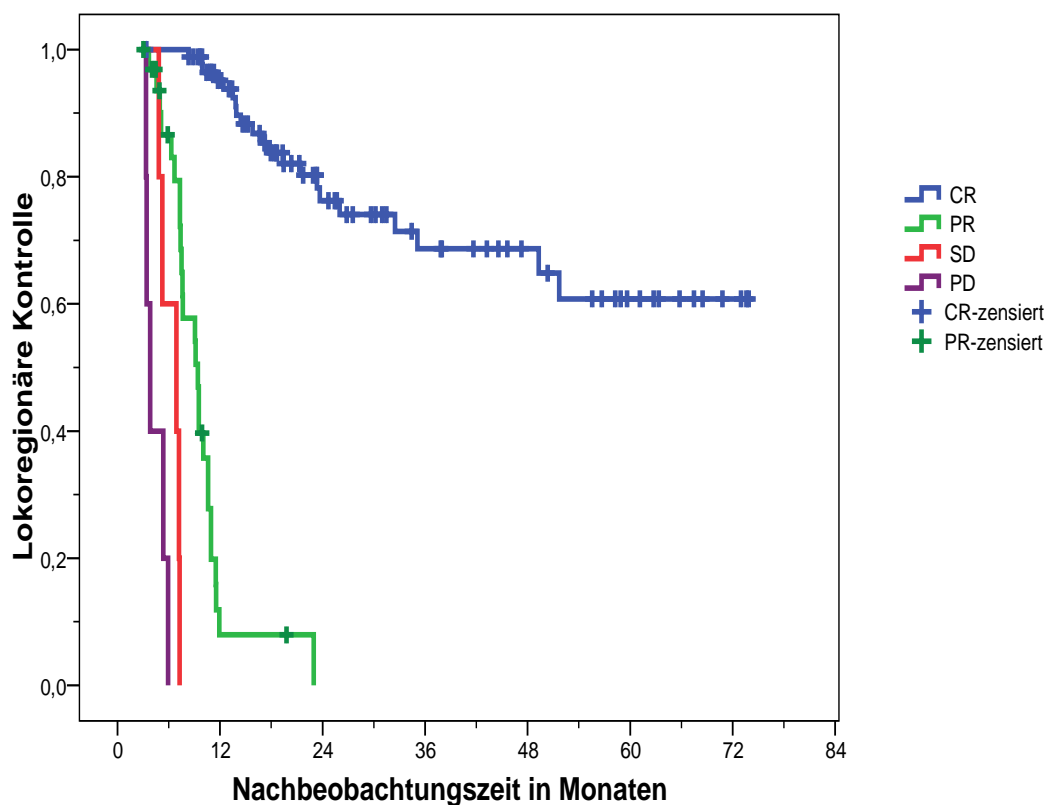 Lokoregionäre Kontrolle
1,0
0,8
0,6
0,4
0,2
0,0
0 12 24 36 48 60 72 84
Nachbeobachtungszeit in Monaten
CR
PR
SD
PD
CR-zensiert
PR-zensiert